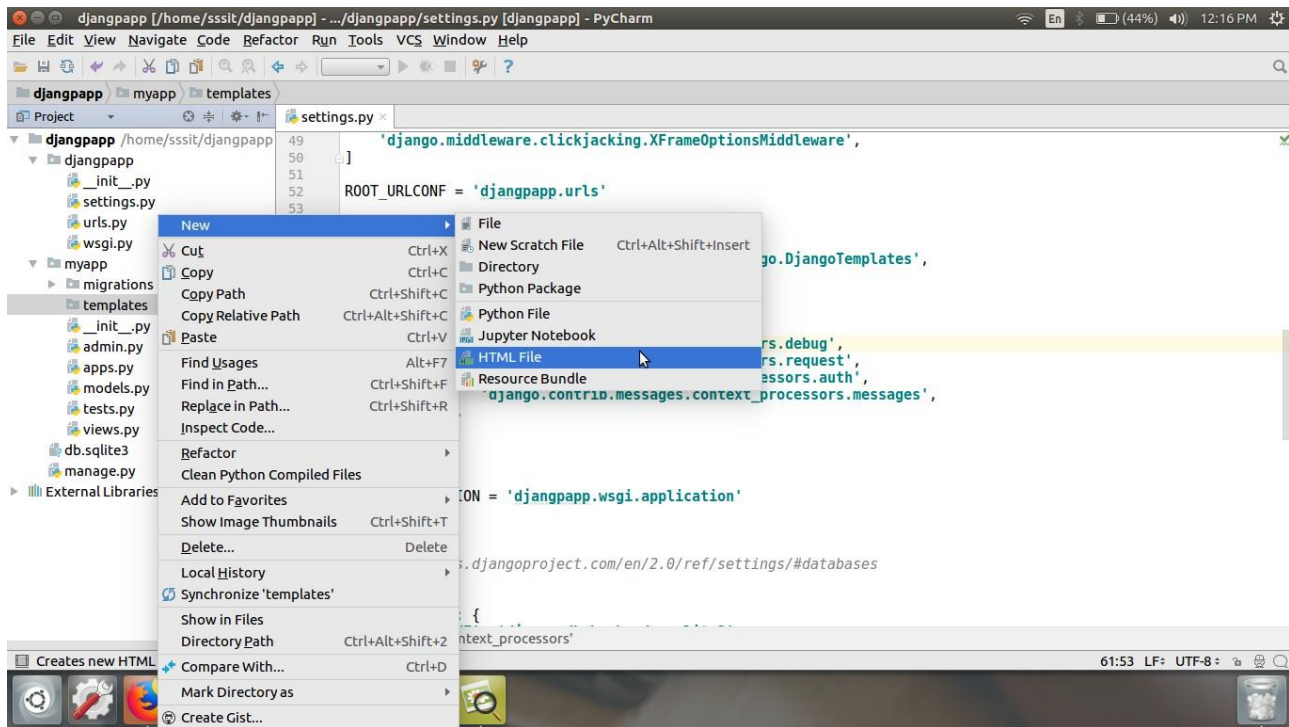 djangpapp [/home/sssit/djangpapp] - .../djangpapp/settings.py [djangpapp] - PyCharm
En (44%) 12:16 PM
File Edit View Navigate Code Refactor Run Tools VCS Window Help
djangpapp myapp templates
Project settings.py
djangpapp /home/sssit/djangpapp
djangpapp
__init__.py
settings.py
urls.py
wsgi.py
myapp
migrations
templates
__init__.py
admin.py
apps.py
models.py
tests.py
views.py
db.sqlite3
manage.py
External Libraries
49 'django.middleware.clickjacking.XFrameOptionsMiddleware',
50 ]
51
52 ROOT_URLCONF = 'djangpapp.urls'
53
go.DjangoTemplates',
rs.debug',
rs.request',
essors.auth',
'django.contrib.messages.context_processors.messages',
ION = 'djangpapp.wsgi.application'
s.djangoproject.com/en/2.0/ref/settings/#databases
: {
ntext_processors'
New
Cut Ctrl+X
Copy Ctrl+C
Copy Path Ctrl+Shift+C
Copy Relative Path Ctrl+Alt+Shift+C
Paste Ctrl+V
Find Usages Alt+F7
Find in Path... Ctrl+Shift+F
Replace in Path... Ctrl+Shift+R
Inspect Code...
Refactor
Clean Python Compiled Files
Add to Favorites
Show Image Thumbnails Ctrl+Shift+T
Delete... Delete
Local History
Synchronize 'templates'
Show in Files
Directory Path Ctrl+Alt+Shift+2
Compare With... Ctrl+D
Mark Directory as
Create Gist...
File
New Scratch File Ctrl+Alt+Shift+Insert
Directory
Python Package
Python File
Jupyter Notebook
HTML File
Resource Bundle
Creates new HTML
61:53 LF UTF-8